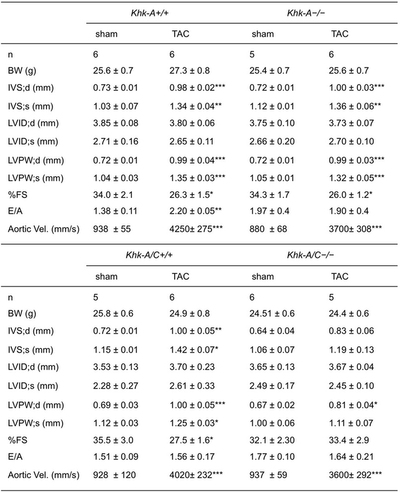 Khk-A+/+ Khk-A−/−
sham TAC sham TAC
n 6 6 5 6
BW (g) 25.6 ± 0.7 27.3 ± 0.8 25.4 ± 0.7 25.6 ± 0.7
IVS;d (mm) 0.73 ± 0.01 0.98 ± 0.02*** 0.72 ± 0.01 1.00 ± 0.03***
IVS;s (mm) 1.03 ± 0.07 1.34 ± 0.04** 1.12 ± 0.01 1.36 ± 0.06**
LVID;d (mm) 3.85 ± 0.08 3.80 ± 0.06 3.75 ± 0.10 3.73 ± 0.07
LVID;s (mm) 2.71 ± 0.16 2.65 ± 0.11 2.66 ± 0.20 2.70 ± 0.10
LVPW;d (mm) 0.72 ± 0.01 0.99 ± 0.04*** 0.72 ± 0.01 0.99 ± 0.03***
LVPW;s (mm) 1.04 ± 0.03 1.35 ± 0.03*** 1.05 ± 0.01 1.32 ± 0.05***
%FS 34.0 ± 2.1 26.3 ± 1.5* 34.3 ± 1.7 26.0 ± 1.2*
E/A 1.38 ± 0.11 2.20 ± 0.05** 1.97 ± 0.4 1.90 ± 0.4
Aortic Vel. (mm/s) 938 ± 55 4250± 275*** 880 ± 68 3700± 308***
Khk-A/C+/+ Khk-A/C−/−
sham TAC sham TAC
n 5 6 6 5
BW (g) 25.8 ± 0.6 24.9 ± 0.8 24.51 ± 0.6 24.4 ± 0.6
IVS;d (mm) 0.72 ± 0.01 1.00 ± 0.05** 0.64 ± 0.04 0.83 ± 0.06
IVS;s (mm) 1.15 ± 0.01 1.42 ± 0.07* 1.06 ± 0.07 1.19 ± 0.13
LVID;d (mm) 3.53 ± 0.13 3.70 ± 0.23 3.65 ± 0.13 3.67 ± 0.04
LVID;s (mm) 2.28 ± 0.27 2.61 ± 0.33 2.49 ± 0.17 2.45 ± 0.10
LVPW;d (mm) 0.69 ± 0.03 1.00 ± 0.05*** 0.67 ± 0.02 0.81 ± 0.04*
LVPW;s (mm) 1.12 ± 0.03 1.25 ± 0.03* 1.00 ± 0.06 1.11 ± 0.07
%FS 35.5 ± 3.0 27.5 ± 1.6* 32.1 ± 2.30 33.4 ± 2.9
E/A 1.51 ± 0.09 1.56 ± 0.17 1.77 ± 0.10 1.64 ± 0.21
Aortic Vel. (mm/s) 928 ± 120 4020± 232*** 937 ± 59 3600± 292***